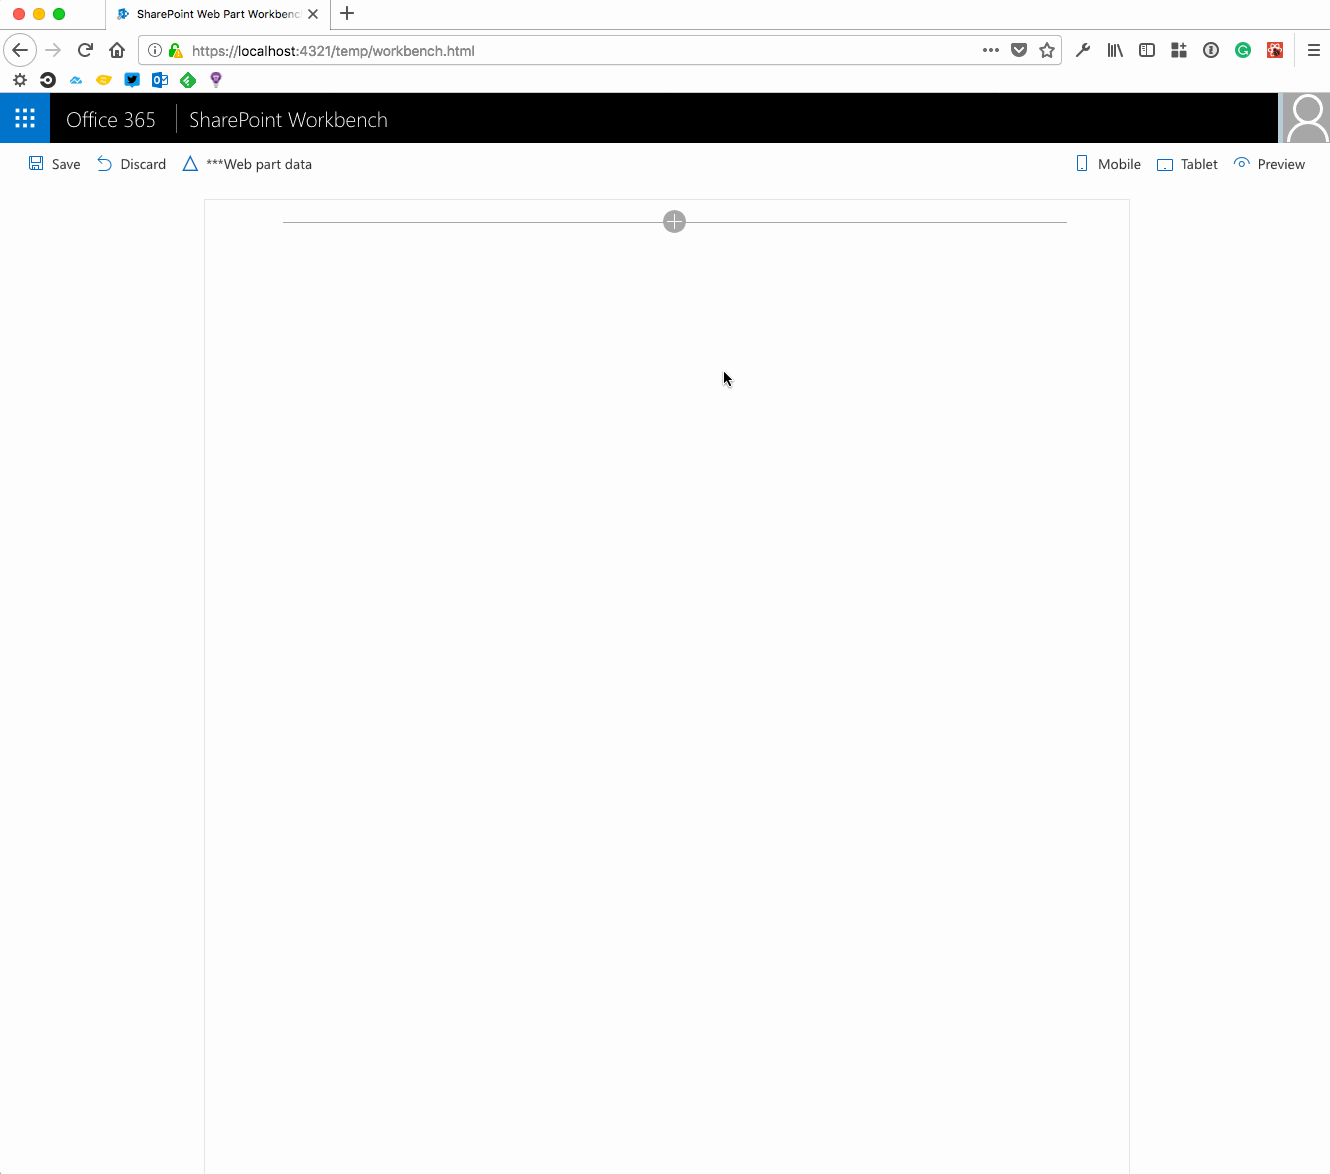 SharePoint Web Part Workbenc
https://localhost:4321/temp/workbench.html
Office 365 SharePoint Workbench
Save Discard ***Web part data Mobile Tablet Preview